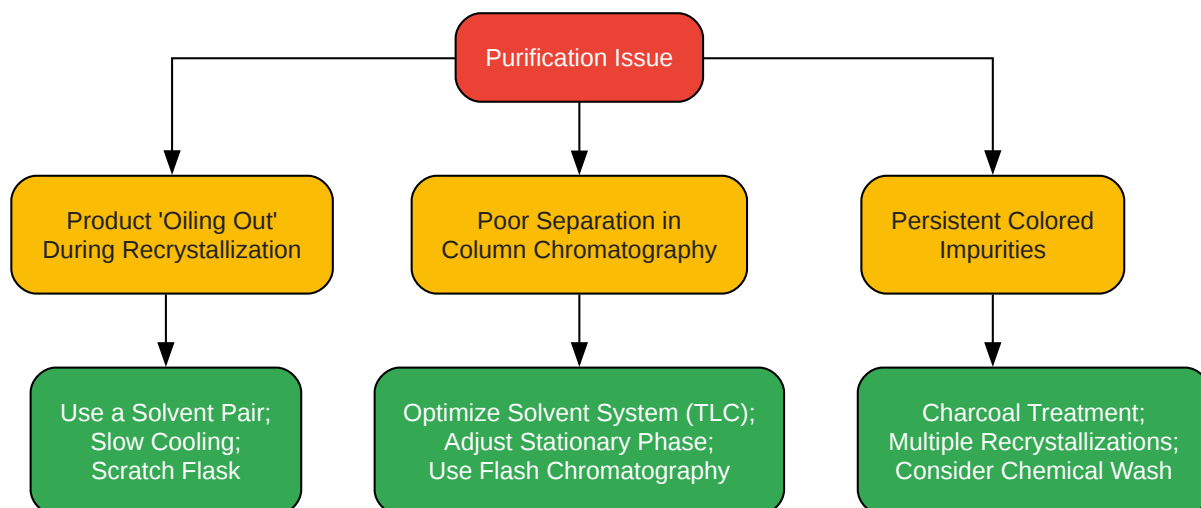 Purification Issue
Product 'Oiling Out'
During Recrystallization
Poor Separation in
Column Chromatography
Persistent Colored
Impurities
Use a Solvent Pair;
Slow Cooling;
Scratch Flask
Optimize Solvent System (TLC);
Adjust Stationary Phase;
Use Flash Chromatography
Charcoal Treatment;
Multiple Recrystallizations;
Consider Chemical Wash